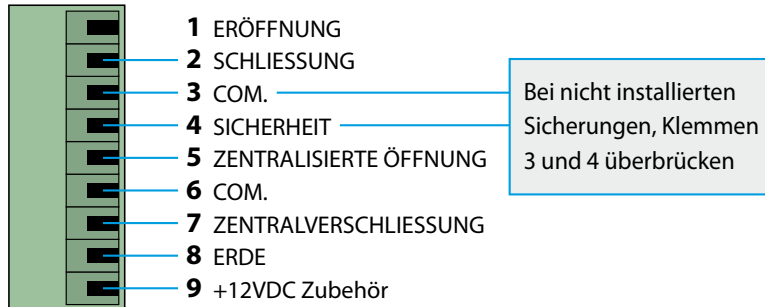 1 ERÖFFNUNG
2 SCHLIESSUNG
3 COM.
4 SICHERHEIT
5 ZENTRALISIERTE ÖFFNUNG
6 COM.
7 ZENTRALVERSCHLIESSUNG
8 ERDE
9 +12VDC Zubehör
Bei nicht installierten
Sicherungen, Klemmen
3 und 4 überbrücken